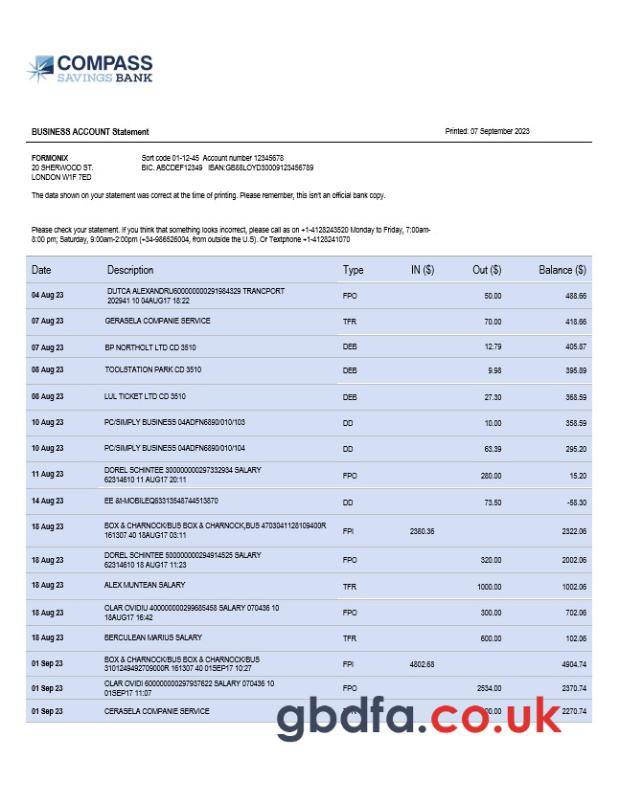 COMPASS
SAVINGS BANK
BUSINESS ACCOUNT Statement Printed: 07 September 2023
FORMONIX Sort code 01-12-45 Account number 12345678
20 SHERWOOD ST. BIC. ABCDEF12349 IBAN:GB88LOYD30009123456789
LONDON W1F 7ED
The data shown on your statement was correct at the time of printing. Please remember, this isn't an official bank copy.
Please check your statement. If you think that something looks incorrect, please call as on +1-4128243520 Monday to Friday, 7:00am-
8:00 pm; Saturday, 9:00am-2:00pm (+34-986526004, from outside the U.S). Or Textphone +1-4128241070
Date Description Type IN ($) Out ($) Balance ($)
04 Aug 23 DUTCA ALEXANDRU600000000291984329 TRANCPORT
202941 10 04AUG17 18:22 FPO 50.00 488.66
07 Aug 23 GERASELA COMPANIE SERVICE TFR 70.00 418.66
07 Aug 23 BP NORTHOLT LTD CD 3510 DEB 12.79 405.87
08 Aug 23 TOOLSTATION PARK CD 3510 DEB 9.98 395.89
08 Aug 23 LUL TICKET LTD CD 3510 DEB 27.30 368.59
10 Aug 23 PC/SIMPLY BUSINESS 04ADFN6890/010/103 DD 10.00 358.59
10 Aug 23 PC/SIMPLY BUSINESS 04ADFN6890/010/104 DD 63.39 295.20
11 Aug 23 DOREL SCHINTEE 300000000297332934 SALARY
62314610 11 AUG17 20:11 FPO 280.00 15.20
14 Aug 23 EE &I-MOBILEQ63313548744513870 DD 73.50 -58.30
18 Aug 23 BOX & CHARNOCK/BUS BOX & CHARNOCK,BUS 4703041128109400R
161307 40 18AUG17 03:11 FPI 2380.36 2322.06
18 Aug 23 DOREL SCHINTEE 500000000294914525 SALARY
62314610 18 AUG17 11:23 FPO 320.00 2002.06
18 Aug 23 ALEX MUNTEAN SALARY TFR 1000.00 1002.06
18 Aug 23 OLAR OVIDIU 400000000299685458 SALARY 070436 10
18AUG17 16:42 FPO 300.00 702.06
18 Aug 23 BERCULEAN MARIUS SALARY TFR 600.00 102.06
01 Sep 23 BOX & CHARNOCK/BUS BOX & CHARNOCK/BUS
3101249492709000R 161307 40 01SEP17 10:27 FPI 4802.68 4904.74
01 Sep 23 OLAR OVIDI 600000000297937622 SALARY 070436 10
01SEP17 11:07 FPO 2534.00 2370.74
01 Sep 23 CERASELA COMPANIE SERVICE 2270.74
gbdfa.co.uk